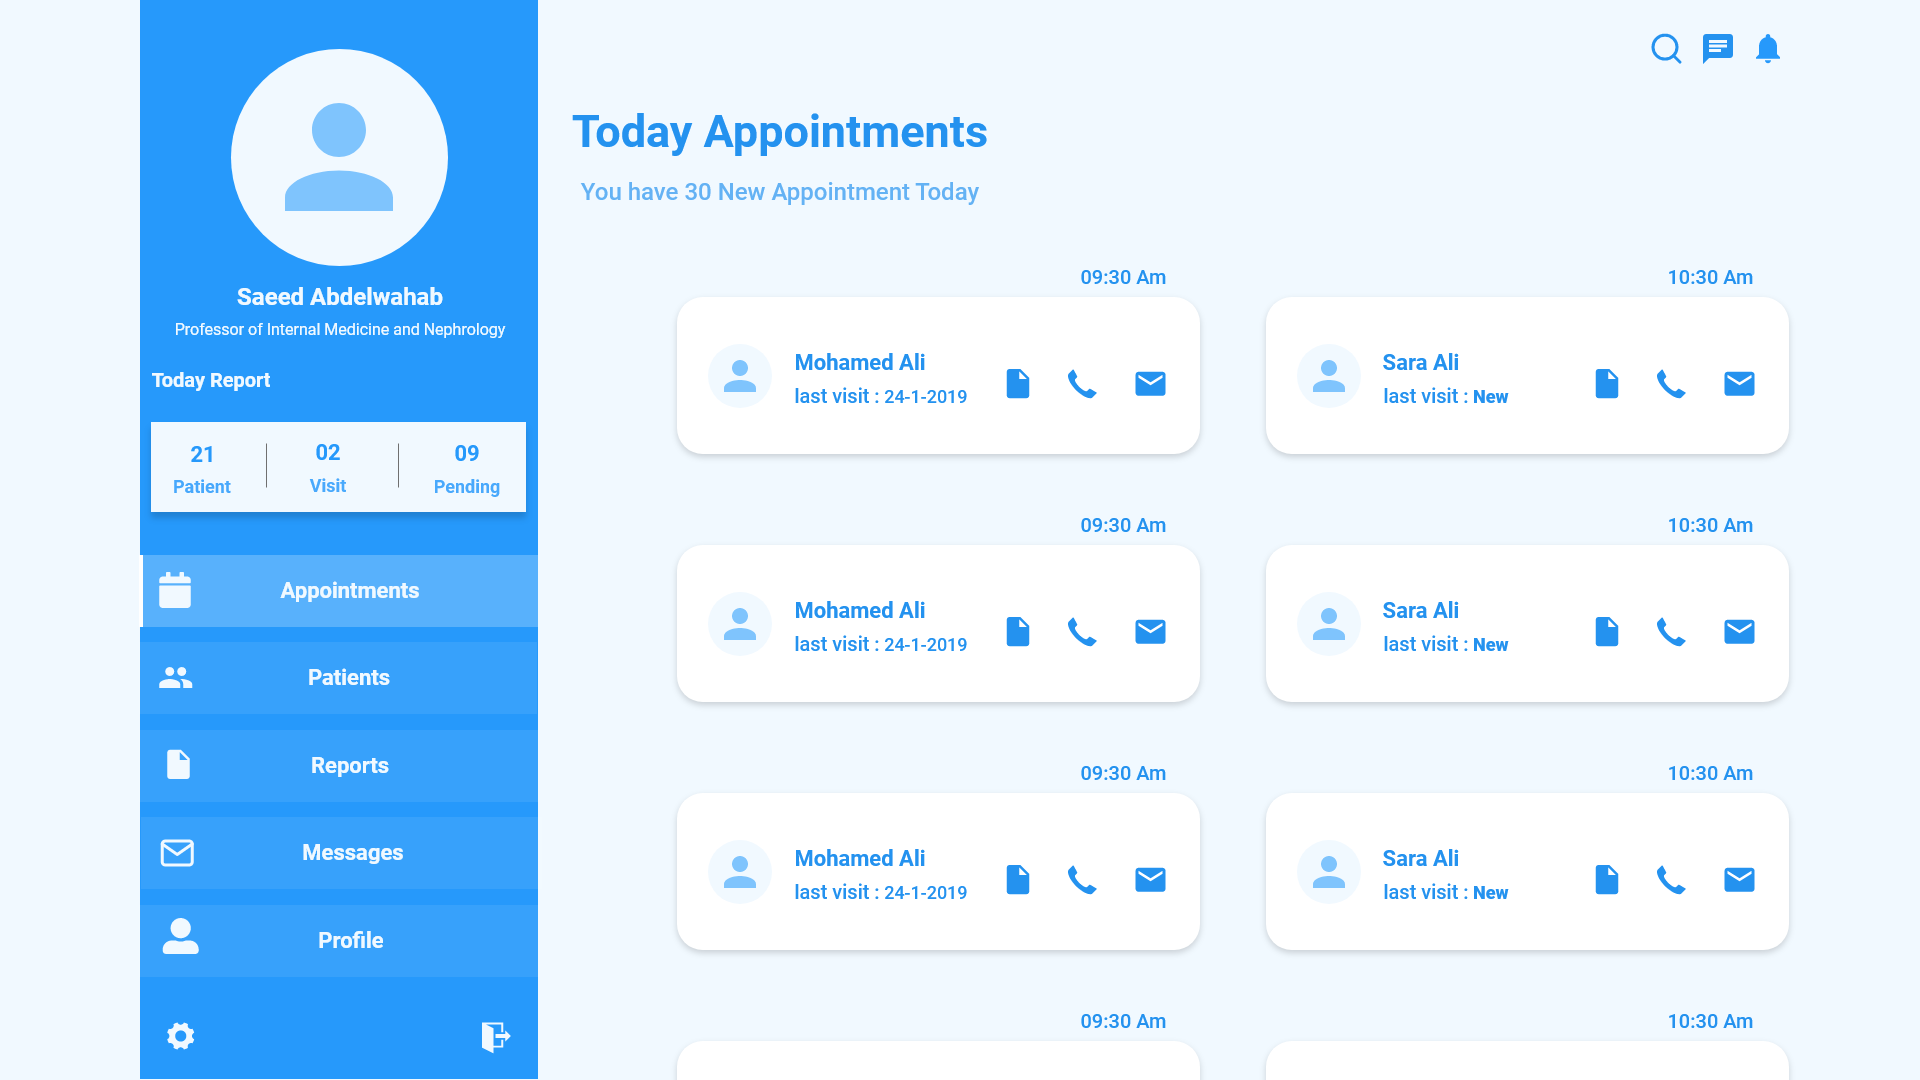 Saeed Abdelwahab
Professor of Internal Medicine and Nephrology
Today Report
21 02 09
Patient Visit Pending
Appointments
Patients
Reports
Messages
Profile
Today Appointments
You have 30 New Appointment Today
09:30 Am 10:30 Am
Mohamed Ali Sara Ali
last visit : 24-1-2019 last visit : New
09:30 Am 10:30 Am
Mohamed Ali Sara Ali
last visit : 24-1-2019 last visit : New
09:30 Am 10:30 Am
Mohamed Ali Sara Ali
last visit : 24-1-2019 last visit : New
09:30 Am 10:30 Am